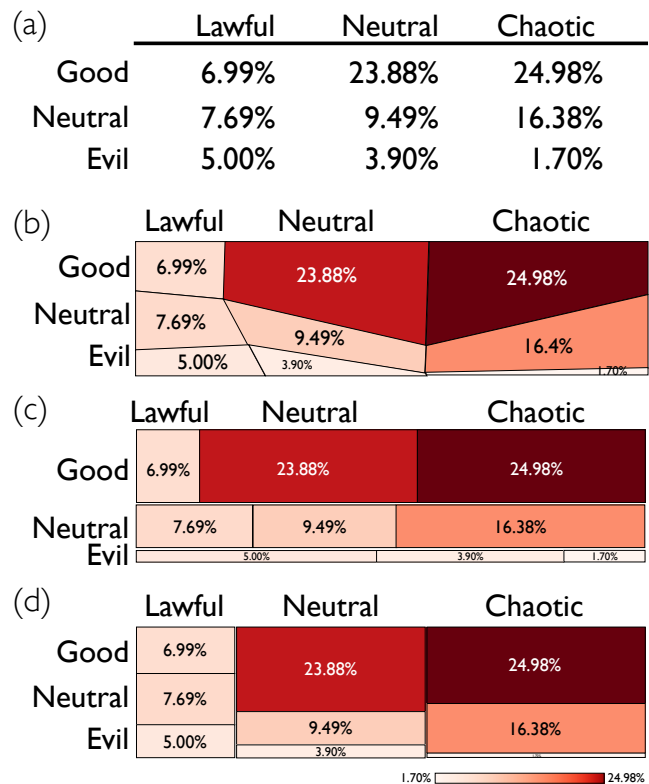 (a) Lawful Neutral Chaotic
Good 6.99% 23.88% 24.98%
Neutral 7.69% 9.49% 16.38%
Evil 5.00% 3.90% 1.70%
(b) Lawful Neutral Chaotic
Good 6.99% 23.88% 24.98%
Neutral 7.69% 9.49% 16.4%
Evil 5.00% 3.90% 1.70%
(c) Lawful Neutral Chaotic
Good 6.99% 23.88% 24.98%
Neutral 7.69% 9.49% 16.38%
Evil 5.00% 3.90% 1.70%
(d) Lawful Neutral Chaotic
Good 6.99% 23.88% 24.98%
Neutral 7.69% 9.49% 16.38%
Evil 5.00% 3.90%
1.70% 24.98%